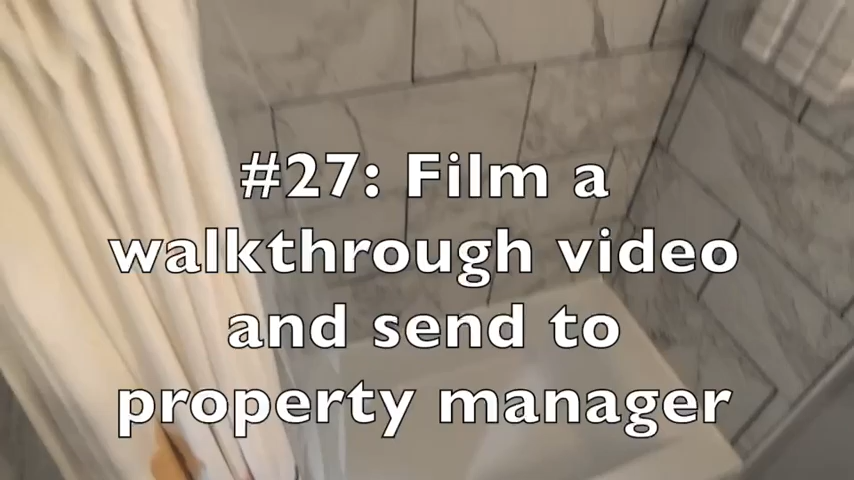 #27: Film a
walkthrough video
and send to
property manager